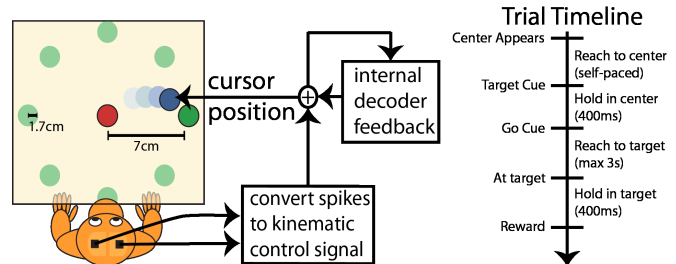 1.7cm
7cm
cursor
position
+
internal
decoder
feedback
convert spikes
to kinematic
control signal
Trial Timeline
Center Appears
Reach to center
(self-paced)
Target Cue
Hold in center
(400ms)
Go Cue
Reach to target
(max 3s)
At target
Hold in target
(400ms)
Reward